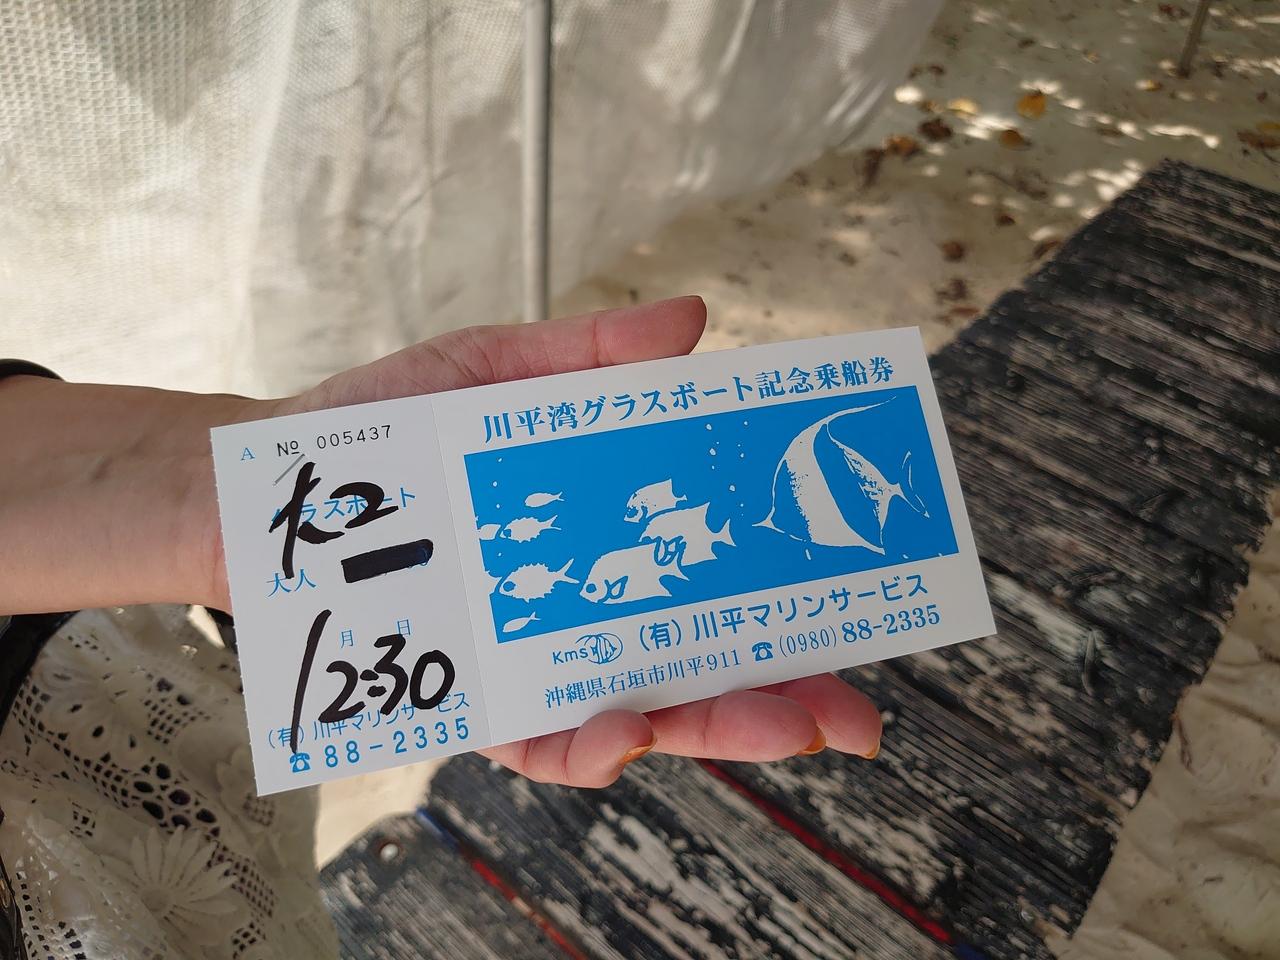 A № 005437
グラスボート
大2
大人
月 日
12:30
(有)川平マリンサービス
☎88-2335
川平湾グラスボート記念乗船券
Kms (有)川平マリンサービス
沖縄県石垣市川平911 ☎(0980)88-2335